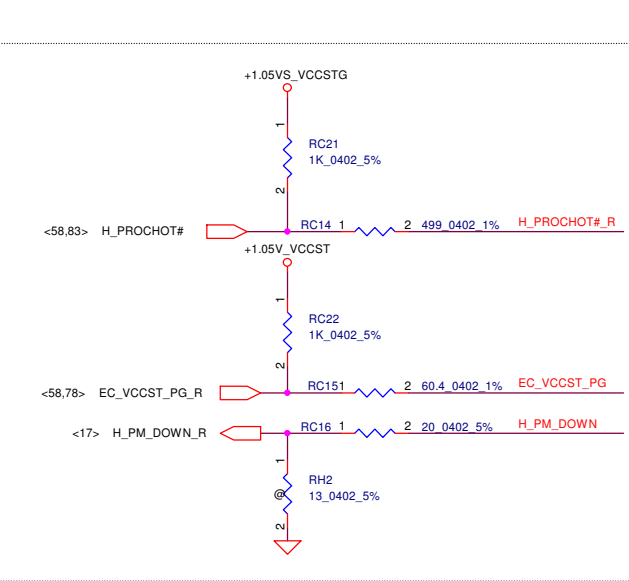 +1.05VS_VCCSTG
1
RC21
1K_0402_5%
2
<58,83> H_PROCHOT# RC14 1 2 499_0402_1% H_PROCHOT#_R
+1.05V_VCCST
1
RC22
1K_0402_5%
2
<58,78> EC_VCCST_PG_R RC151 2 60.4_0402_1% EC_VCCST_PG
<17> H_PM_DOWN_R RC16 1 2 20_0402_5% H_PM_DOWN
1
RH2
@ 13_0402_5%
2